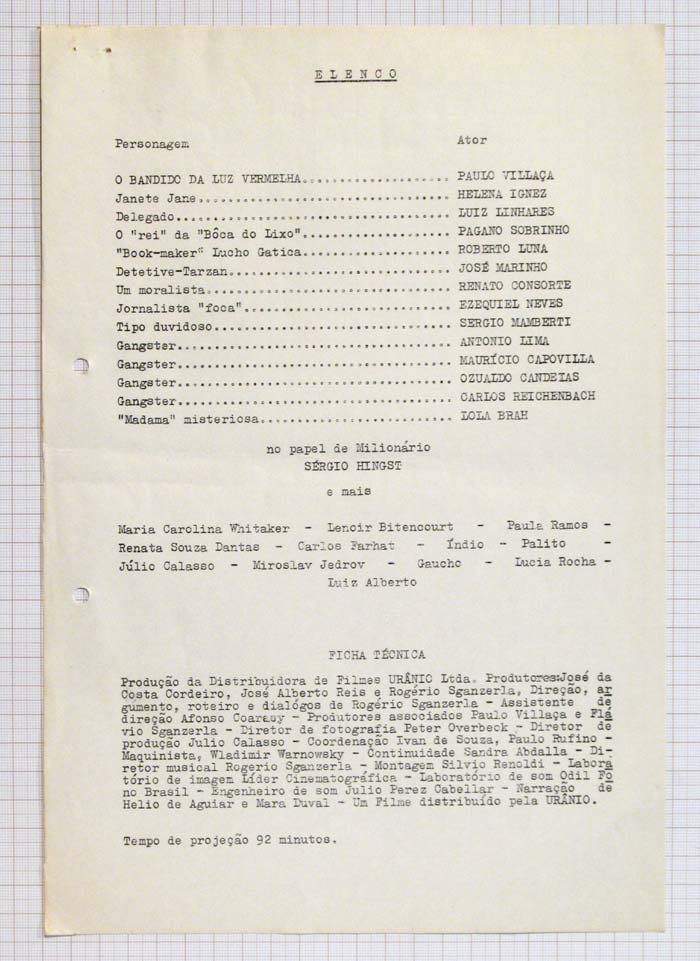 ELENCO
Personagem Ator
O BANDIDO DA LUZ VERMELHA........................ PAULO VILLAÇA
Janete Jane........................ HELENA IGNEZ
Delegado........................ LUIZ LINHARES
O "rei" da "Bôca do Lixo"........................ PAGANO SOBRINHO
"Book-maker" Lucho Gatica........................ ROBERTO LUNA
Detetive-Tarzan........................ JOSÉ MARINHO
Um moralista........................ RENATO CONSORTE
Jornalista "foca"........................ EZEQUIEL NEVES
Tipo duvidoso........................ SERGIO MAMBERTI
Gangster........................ ANTONIO LIMA
Gangster........................ MAURÍCIO CAPOVILLA
Gangster........................ OZUALDO CANDEIAS
Gangster........................ CARLOS REICHENBACH
"Madama" misteriosa........................ LOLA BRAH
no papel de Milionário
SÉRGIO HINGST
e mais
Maria Carolina Whitaker - Lenoir Bitencourt - Paula Ramos -
Renata Souza Dantas - Carlos Farhat - Índio - Palito -
Júlio Calasso - Miroslav Jedrov - Gaucho - Lucia Rocha -
Luiz Alberto
FICHA TÉCNICA
Produção da Distribuidora de Filmes URÂNIO Ltda. Produtores:José da
Costa Cordeiro, José Alberto Reis e Rogério Sganzerla, Direção, ar
gumento, roteiro e dialógos de Rogério Sganzerla - Assistente de
direção Afonso Coaracy - Produtores associados Paulo Villaça e Flá
vio Sganzerla - Diretor de fotografia Peter Overbeck - Diretor de
produção Julio Calasso - Coordenação Ivan de Souza, Paulo Rufino -
Maquinista, Wladimir Warnowsky - Continuidade Sandra Abdalla - Di-
retor musical Rogerio Sganzerla - Montagem Silvio Renoldi - Labora
tório de imagem Líder Cinematográfica - Laboratório de som Odil Fo
no Brasil - Engenheiro de som Julio Perez Cabellar - Narração de
Helio de Aguiar e Mara Duval - Um Filme distribuído pela URÂNIO.
Tempo de projeção 92 minutos.